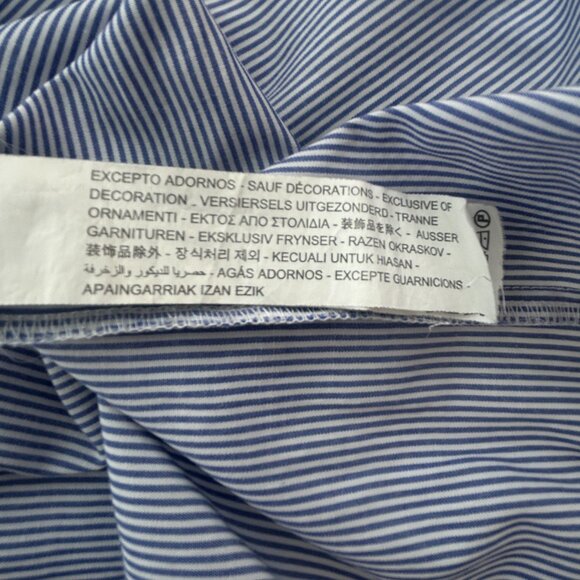 EXCEPTO ADORNOS - SAUF DÉCORATIONS - EXCLUSIVE OF
DECORATION - VERSIERSELS UITGEZONDERD - TRANNE
ORNAMENTI - ΕΚΤΟΣ ΑΠΟ ΣΤΟΛΙΔΙΑ - 装飾品を除く - AUSSER
GARNITUREN - EKSKLUSIV FRYNSER - RAZEN OKRASKOV -
装饰品除外 - 장식처리 제외 - KECUALI UNTUK HIASAN -
حصريا للديكور والزخرفة - AGÁS ADORNOS - EXCEPTE GUARNICIONS
APAINGARRIAK IZAN EZIK